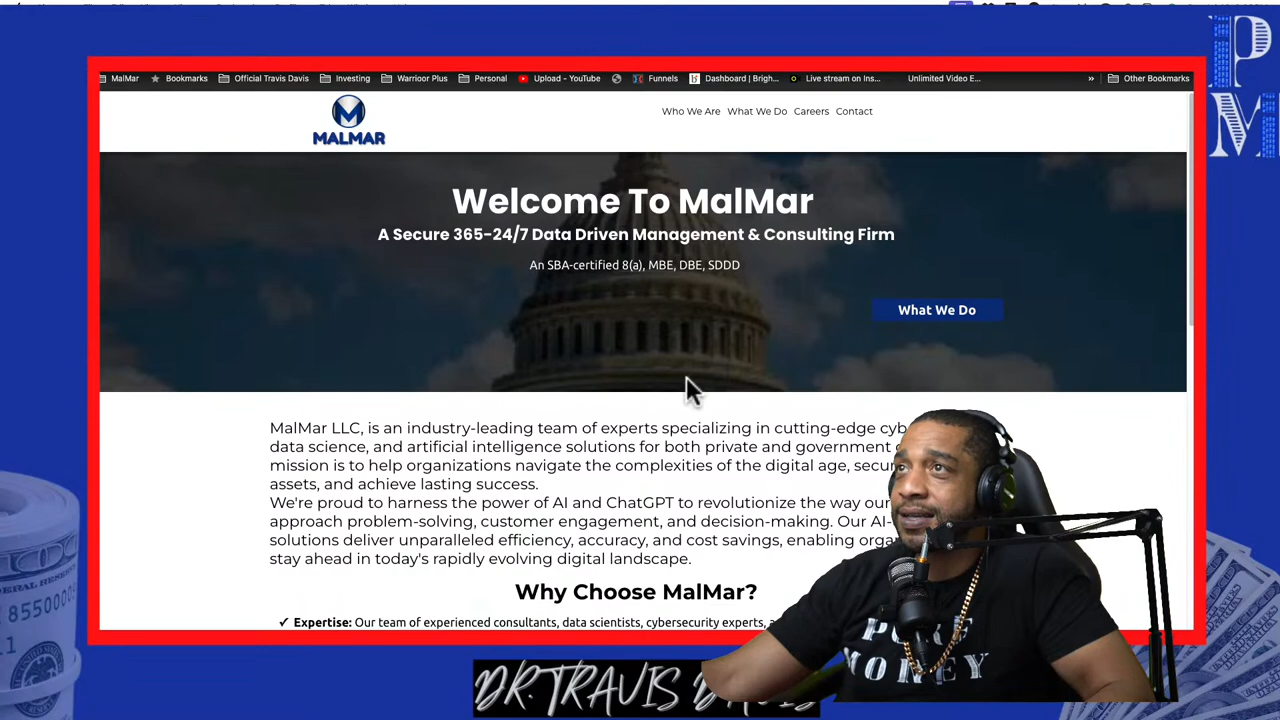 P
M
MalMar
Bookmarks
Official Travis Davis
Investing
Warrioor Plus
Personal
Upload – YouTube
Funnels
Dashboard | Brigh...
Live stream on Ins...
Unlimited Video E...
»
Other Bookmarks
M
MALMAR
Who We Are
What We Do
Careers
Contact
Welcome To MalMar
A Secure 365-24/7 Data Driven Management & Consulting Firm
An SBA-certified 8(a), MBE, DBE, SDDD
What We Do
MalMar LLC, is an industry-leading team of experts specializing in cutting-edge cyb
data science, and artificial intelligence solutions for both private and government
mission is to help organizations navigate the complexities of the digital age, secur
assets, and achieve lasting success.
We're proud to harness the power of AI and ChatGPT to revolutionize the way our
approach problem-solving, customer engagement, and decision-making. Our AI-
solutions deliver unparalleled efficiency, accuracy, and cost savings, enabling orga
stay ahead in today's rapidly evolving digital landscape.
Why Choose MalMar?
✓ Expertise: Our team of experienced consultants, data scientists, cybersecurity experts,
PURE
MONEY
DR. TRAVIS DAVIS